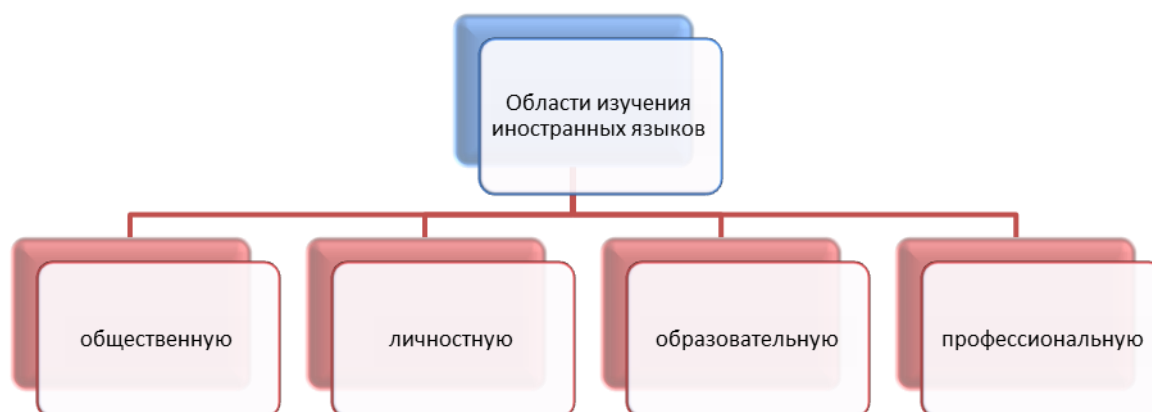 Области изучения
иностранных языков
общественную
личностную
образовательную
профессиональную